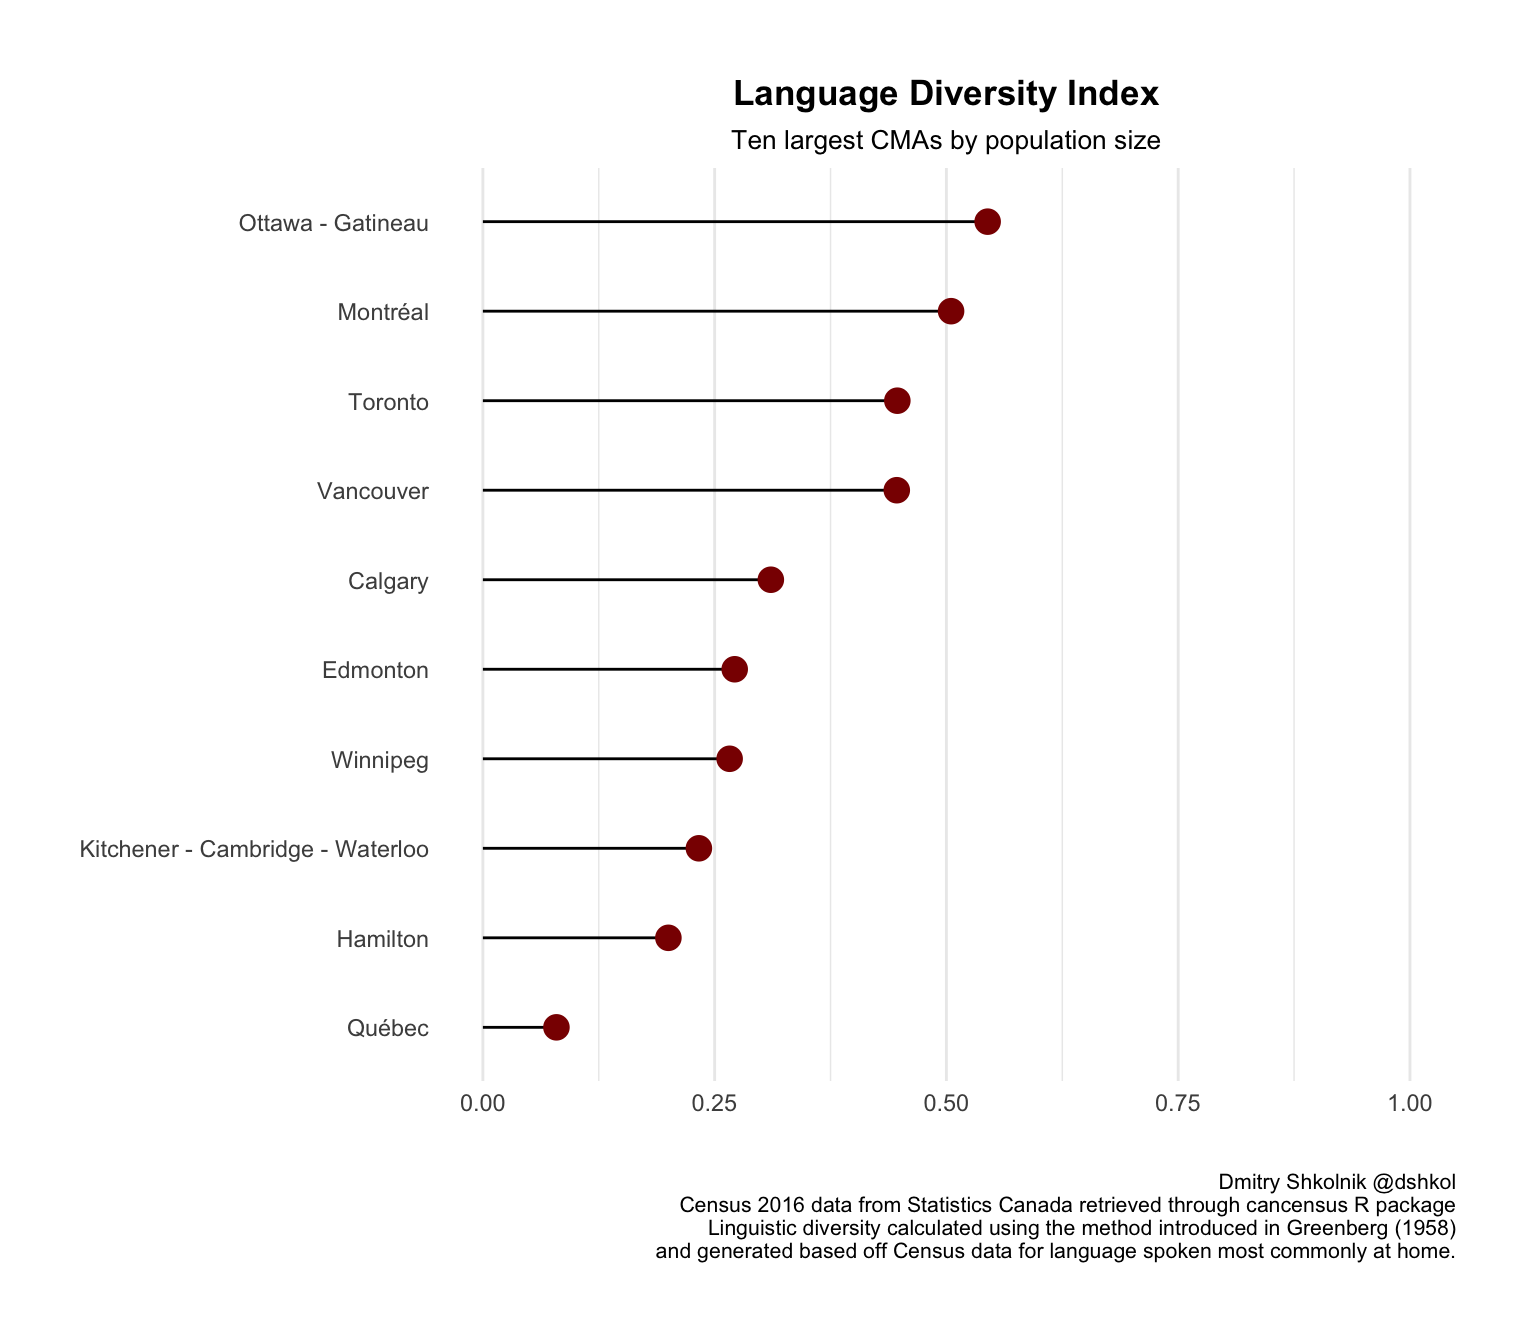 Language Diversity Index
Ten largest CMAs by population size
Ottawa - Gatineau
Montréal
Toronto
Vancouver
Calgary
Edmonton
Winnipeg
Kitchener - Cambridge - Waterloo
Hamilton
Québec
0.00 0.25 0.50 0.75 1.00
Dmitry Shkolnik @dshkol
Census 2016 data from Statistics Canada retrieved through cancensus R package
Linguistic diversity calculated using the method introduced in Greenberg (1958)
and generated based off Census data for language spoken most commonly at home.